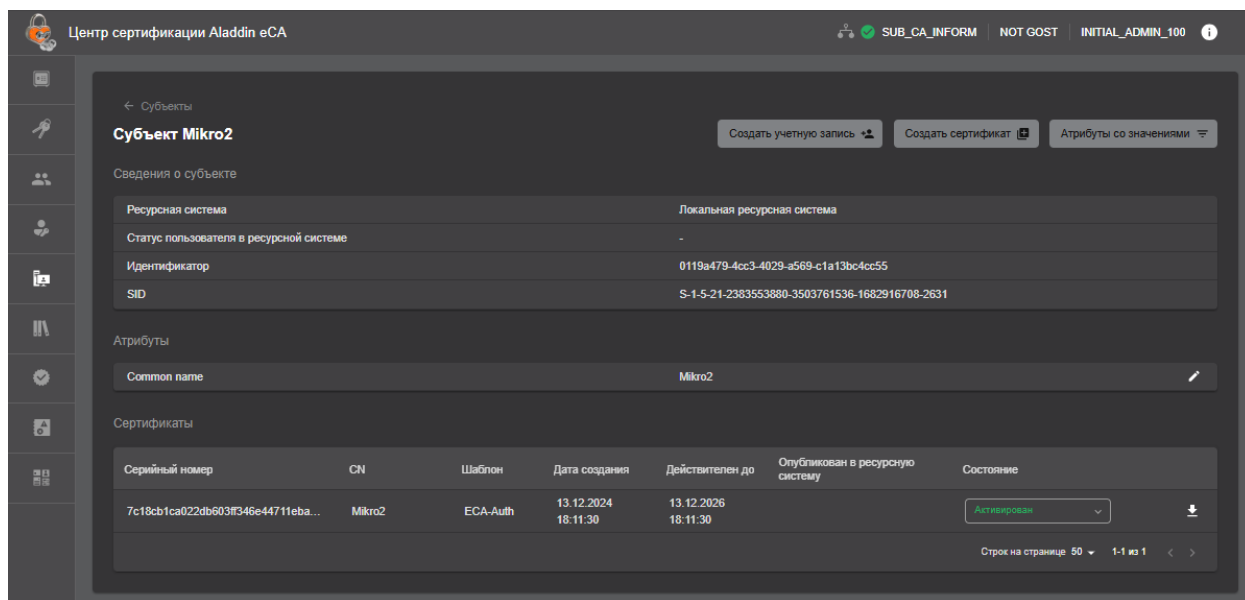 Центр сертификации Aladdin eCA
SUB_CA_INFORM
NOT GOST
INITIAL_ADMIN_100
← Субъекты
Субъект Mikro2
Создать учетную запись
Создать сертификат
Атрибуты со значениями
Сведения о субъекте
Ресурсная система Локальная ресурсная система
Статус пользователя в ресурсной системе -
Идентификатор 0119a479-4cc3-4029-a569-c1a13bc4cc55
SID S-1-5-21-2383553880-3503761536-1682916708-2631
Атрибуты
Common name Mikro2
Сертификаты
Серийный номер CN Шаблон Дата создания Действителен до Опубликован в ресурсную систему Состояние
7c18cb1ca022db603ff346e44711eba... Mikro2 ECA-Auth 13.12.2024 18:11:30 13.12.2026 18:11:30 Активирован
Строк на странице 50 1-1 из 1